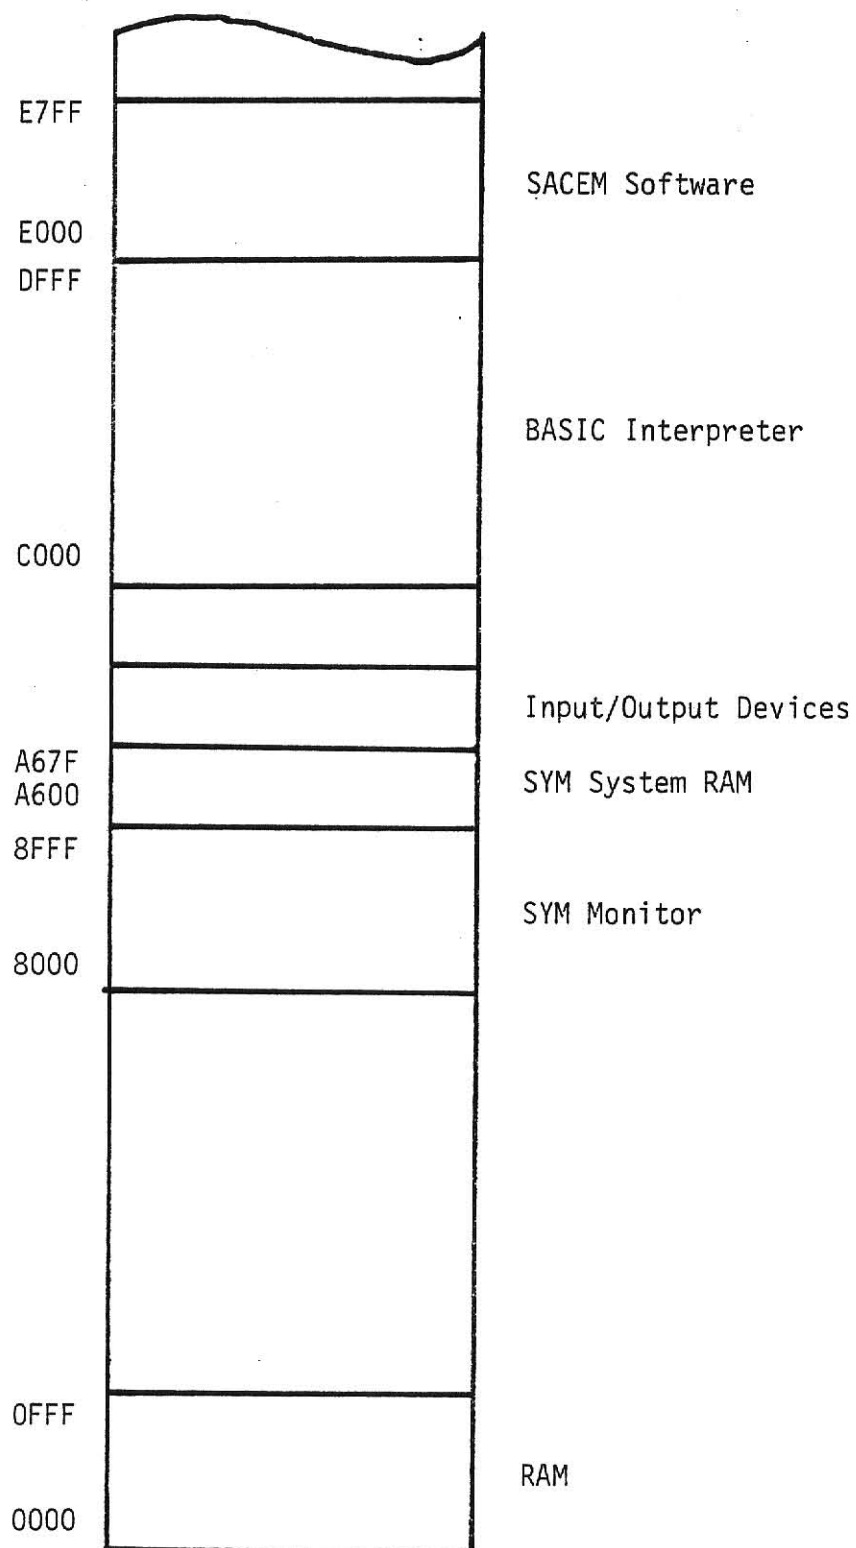 E7FF
SACEM Software
E000
DFFF
BASIC Interpreter
C000
Input/Output Devices
A67F
SYM System RAM
A600
8FFF
SYM Monitor
8000
0FFF
RAM
0000